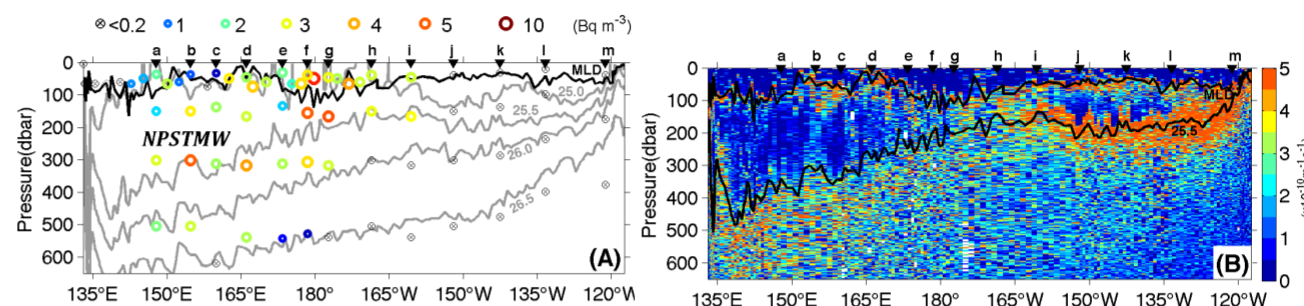 <0.2 1 2 3 4 5 10 (Bq m⁻³)
a b c d e f g h i j k l m
0
100
200
300
400
500
600
Pressure(dbar)
MLD
25.0
25.5
26.0
26.5
NPSTMW
(A)
135°E 150°E 165°E 180° 165°W 150°W 135°W 120°W
a b c d e f g h i j k l m
0
100
200
300
400
500
600
Pressure(dbar)
MLD
25.5
(B)
135°E 150°E 165°E 180° 165°W 150°W 135°W 120°W
5
4
3
2
1
0